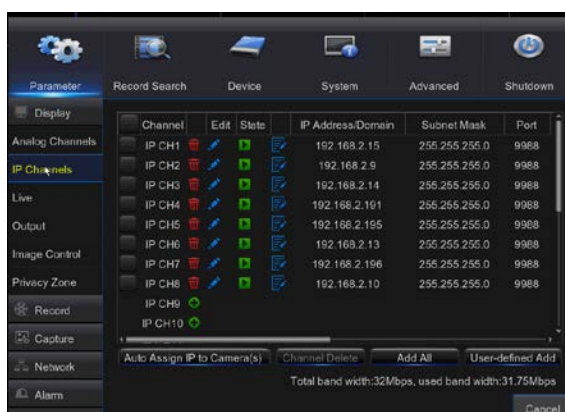 Parameter Record Search Device System Advanced Shutdown
Display
Analog Channels
IP Channels
Live
Output
Image Control
Privacy Zone
Record
Capture
Network
Alarm
Channel Edit State IP Address/Domain Subnet Mask Port
IP CH1 192.168.2.15 255.255.255.0 9988
IP CH2 192.168.2.9 255.255.255.0 9988
IP CH3 192.168.2.14 255.255.255.0 9988
IP CH4 192.168.2.191 255.255.255.0 9988
IP CH5 192.168.2.195 255.255.255.0 9988
IP CH6 192.168.2.13 255.255.255.0 9988
IP CH7 192.168.2.196 255.255.255.0 9988
IP CH8 192.168.2.10 255.255.255.0 9988
IP CH9
IP CH10
Auto Assign IP to Camera(s) Channel Delete Add All User-defined Add
Total band width:32Mbps, used band width:31.75Mbps
Cancel